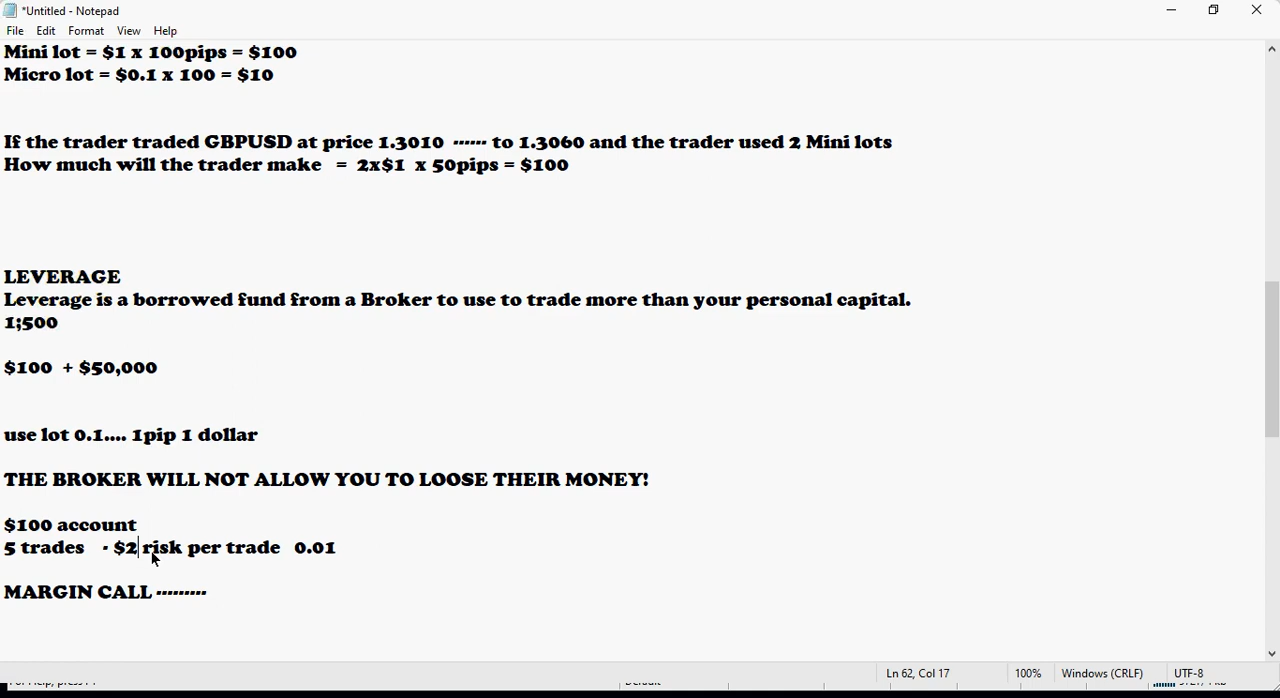 *Untitled - Notepad
File Edit Format View Help
Mini lot = $1 x 100pips = $100
Micro lot = $0.1 x 100 = $10
If the trader traded GBPUSD at price 1.3010 ------ to 1.3060 and the trader used 2 Mini lots
How much will the trader make = 2x$1 x 50pips = $100
LEVERAGE
Leverage is a borrowed fund from a Broker to use to trade more than your personal capital.
1;500
$100 + $50,000
use lot 0.1.... 1pip 1 dollar
THE BROKER WILL NOT ALLOW YOU TO LOOSE THEIR MONEY!
$100 account
5 trades - $2 risk per trade 0.01
MARGIN CALL ---------
Ln 62, Col 17 100% Windows (CRLF) UTF-8